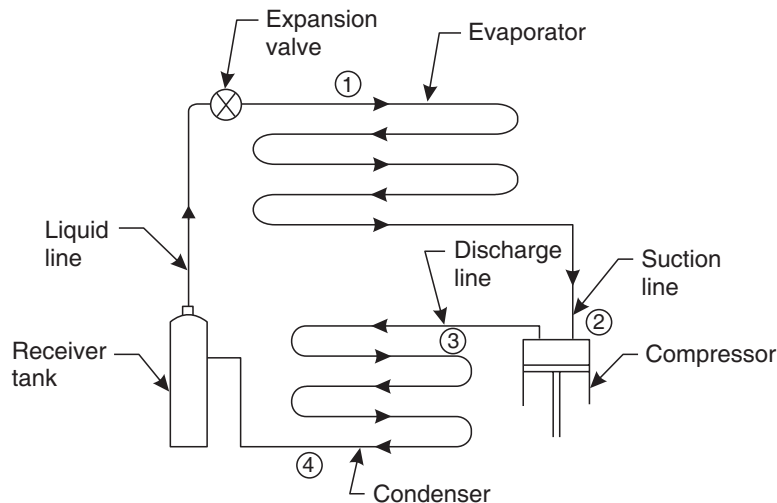 Expansion
valve
Evaporator
①
Liquid
line
Discharge
line
Suction
line
②
③
Receiver
tank
Compressor
④
Condenser